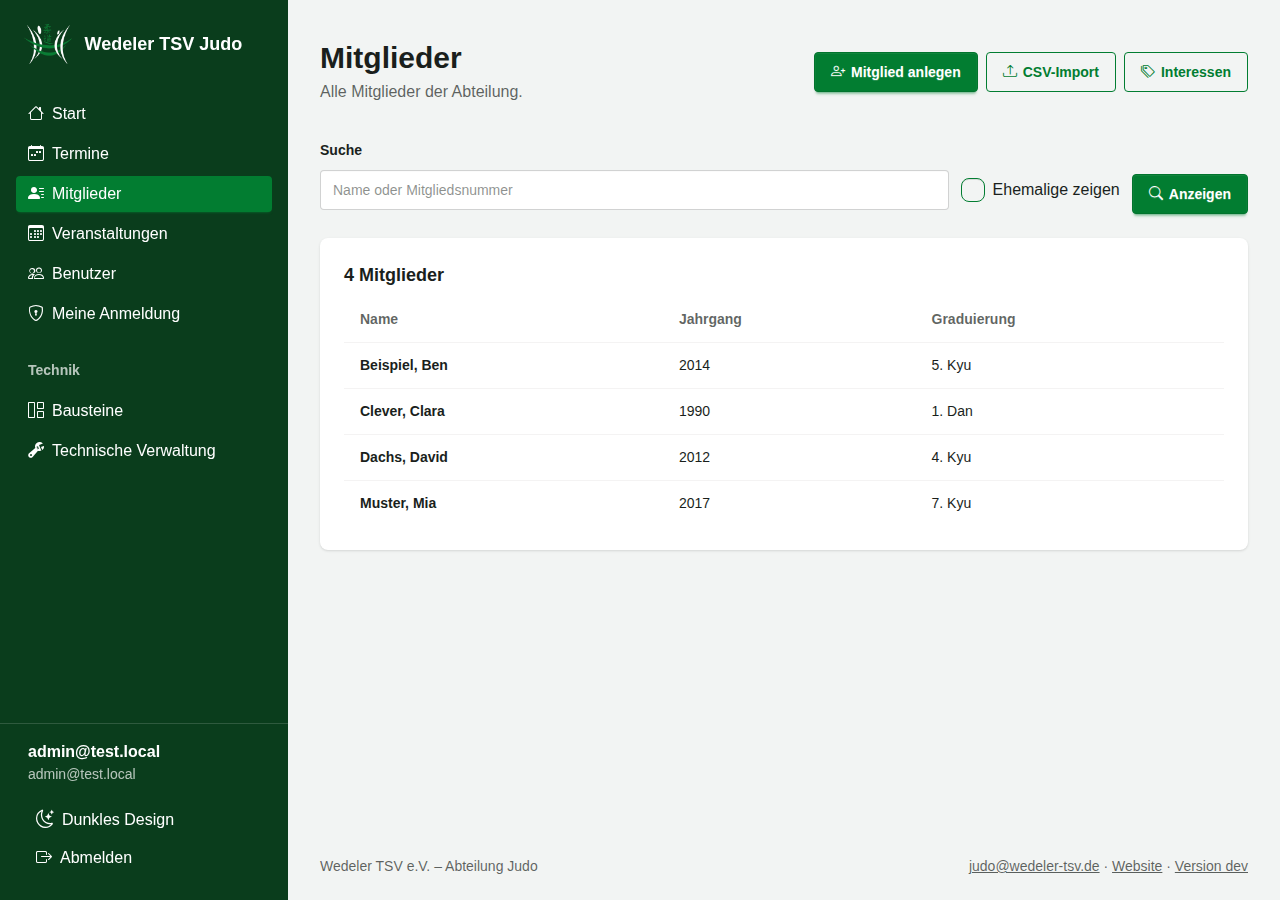 Wedeler TSV Judo
Start
Termine
Mitglieder
Veranstaltungen
Benutzer
Meine Anmeldung
Technik
Bausteine
Technische Verwaltung
admin@test.local
admin@test.local
Dunkles Design
Abmelden
Mitglieder
Alle Mitglieder der Abteilung.
Mitglied anlegen CSV-Import Interessen
Suche
Name oder Mitgliedsnummer Ehemalige zeigen Anzeigen
4 Mitglieder
Name Jahrgang Graduierung
Beispiel, Ben 2014 5. Kyu
Clever, Clara 1990 1. Dan
Dachs, David 2012 4. Kyu
Muster, Mia 2017 7. Kyu
Wedeler TSV e.V. – Abteilung Judo judo@wedeler-tsv.de · Website · Version dev